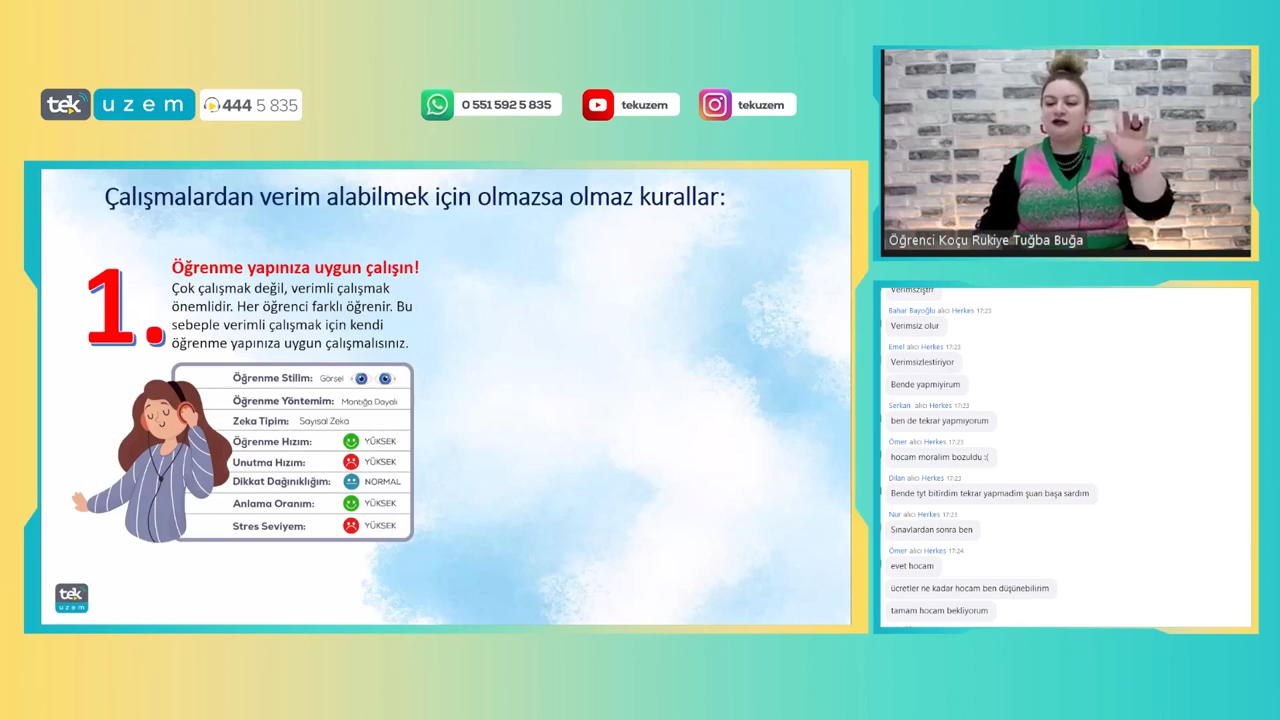 tek uzem 444 5 835
0 551 592 5 835
tekuzem
tekuzem
Çalışmalardan verim alabilmek için olmazsa olmaz kurallar:
1.
Öğrenme yapınıza uygun çalışın!
Çok çalışmak değil, verimli çalışmak
önemlidir. Her öğrenci farklı öğrenir. Bu
sebeple verimli çalışmak için kendi
öğrenme yapınıza uygun çalışmalısınız.
Öğrenme Stilim: Görsel
Öğrenme Yöntemim: Mantığa Dayalı
Zeka Tipim: Sayısal Zeka
Öğrenme Hızım: YÜKSEK
Unutma Hızım: YÜKSEK
Dikkat Dağınıklığım: NORMAL
Anlama Oranım: YÜKSEK
Stres Seviyem: YÜKSEK
tek
uzem
Öğrenci Koçu Rukiye Tuğba Buğa
Bahar Bayoğlu alıcı Herkes 17:23
Verimsiz olur
Emel alıcı Herkes 17:23
Verimsizlestiriyor
Bende yapmiyirum
Serkan alıcı Herkes 17:23
ben de tekrar yapmıyorum
Ömer alıcı Herkes 17:23
hocam moralim bozuldu :(
Dilan alıcı Herkes 17:23
Bende tyt bitirdim tekrar yapmadim şuan başa sardım
Nur alıcı Herkes 17:23
Sınavlardan sonra ben
Ömer alıcı Herkes 17:24
evet hocam
ücretler ne kadar hocam ben düşünebilirim
tamam hocam bekliyorum